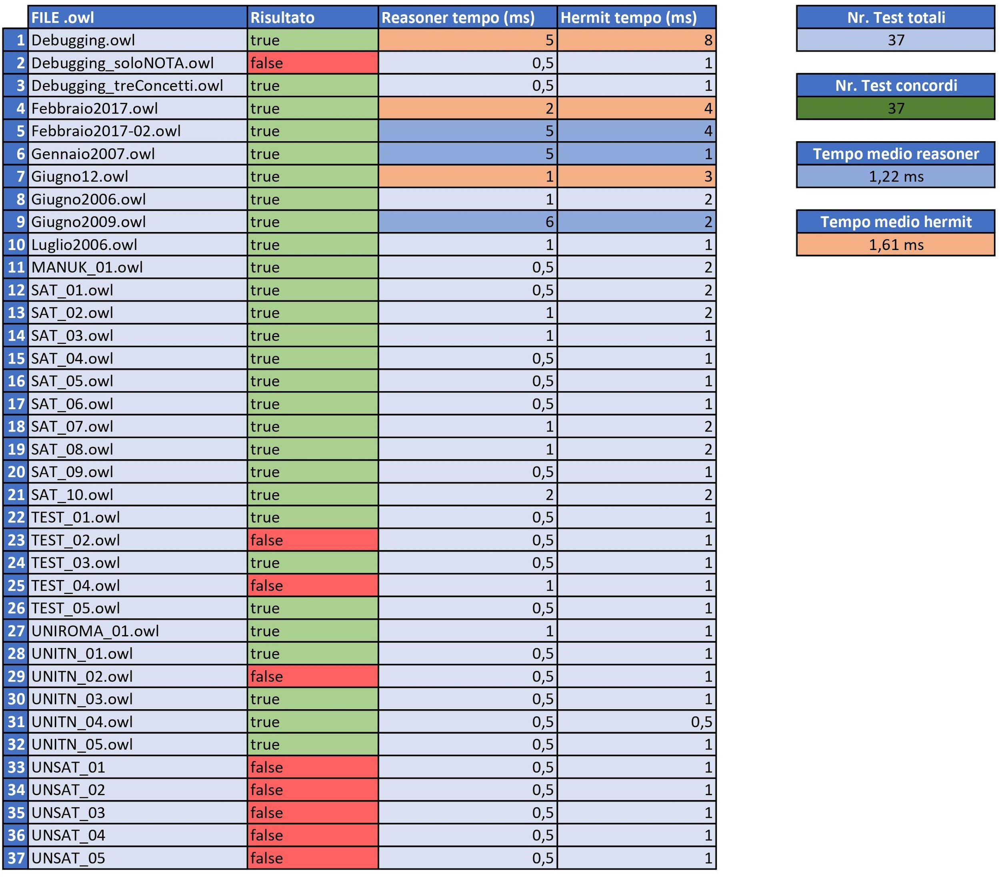 FILE .owl Risultato Reasoner tempo (ms) Hermit tempo (ms)
1 Debugging.owl true 5 8
2 Debugging_soloNOTA.owl false 0,5 1
3 Debugging_treConcetti.owl true 0,5 1
4 Febbraio2017.owl true 2 4
5 Febbraio2017-02.owl true 5 4
6 Gennaio2007.owl true 5 1
7 Giugno12.owl true 1 3
8 Giugno2006.owl true 1 2
9 Giugno2009.owl true 6 2
10 Luglio2006.owl true 1 1
11 MANUK_01.owl true 0,5 2
12 SAT_01.owl true 0,5 2
13 SAT_02.owl true 1 2
14 SAT_03.owl true 1 1
15 SAT_04.owl true 0,5 1
16 SAT_05.owl true 0,5 1
17 SAT_06.owl true 0,5 1
18 SAT_07.owl true 1 2
19 SAT_08.owl true 1 2
20 SAT_09.owl true 0,5 1
21 SAT_10.owl true 2 2
22 TEST_01.owl true 0,5 1
23 TEST_02.owl false 0,5 1
24 TEST_03.owl true 0,5 1
25 TEST_04.owl false 1 1
26 TEST_05.owl true 0,5 1
27 UNIROMA_01.owl true 1 1
28 UNITN_01.owl true 0,5 1
29 UNITN_02.owl false 0,5 1
30 UNITN_03.owl true 0,5 1
31 UNITN_04.owl true 0,5 0,5
32 UNITN_05.owl true 0,5 1
33 UNSAT_01 false 0,5 1
34 UNSAT_02 false 0,5 1
35 UNSAT_03 false 0,5 1
36 UNSAT_04 false 0,5 1
37 UNSAT_05 false 0,5 1
Nr. Test totali
37
Nr. Test concordi
37
Tempo medio reasoner
1,22 ms
Tempo medio hermit
1,61 ms